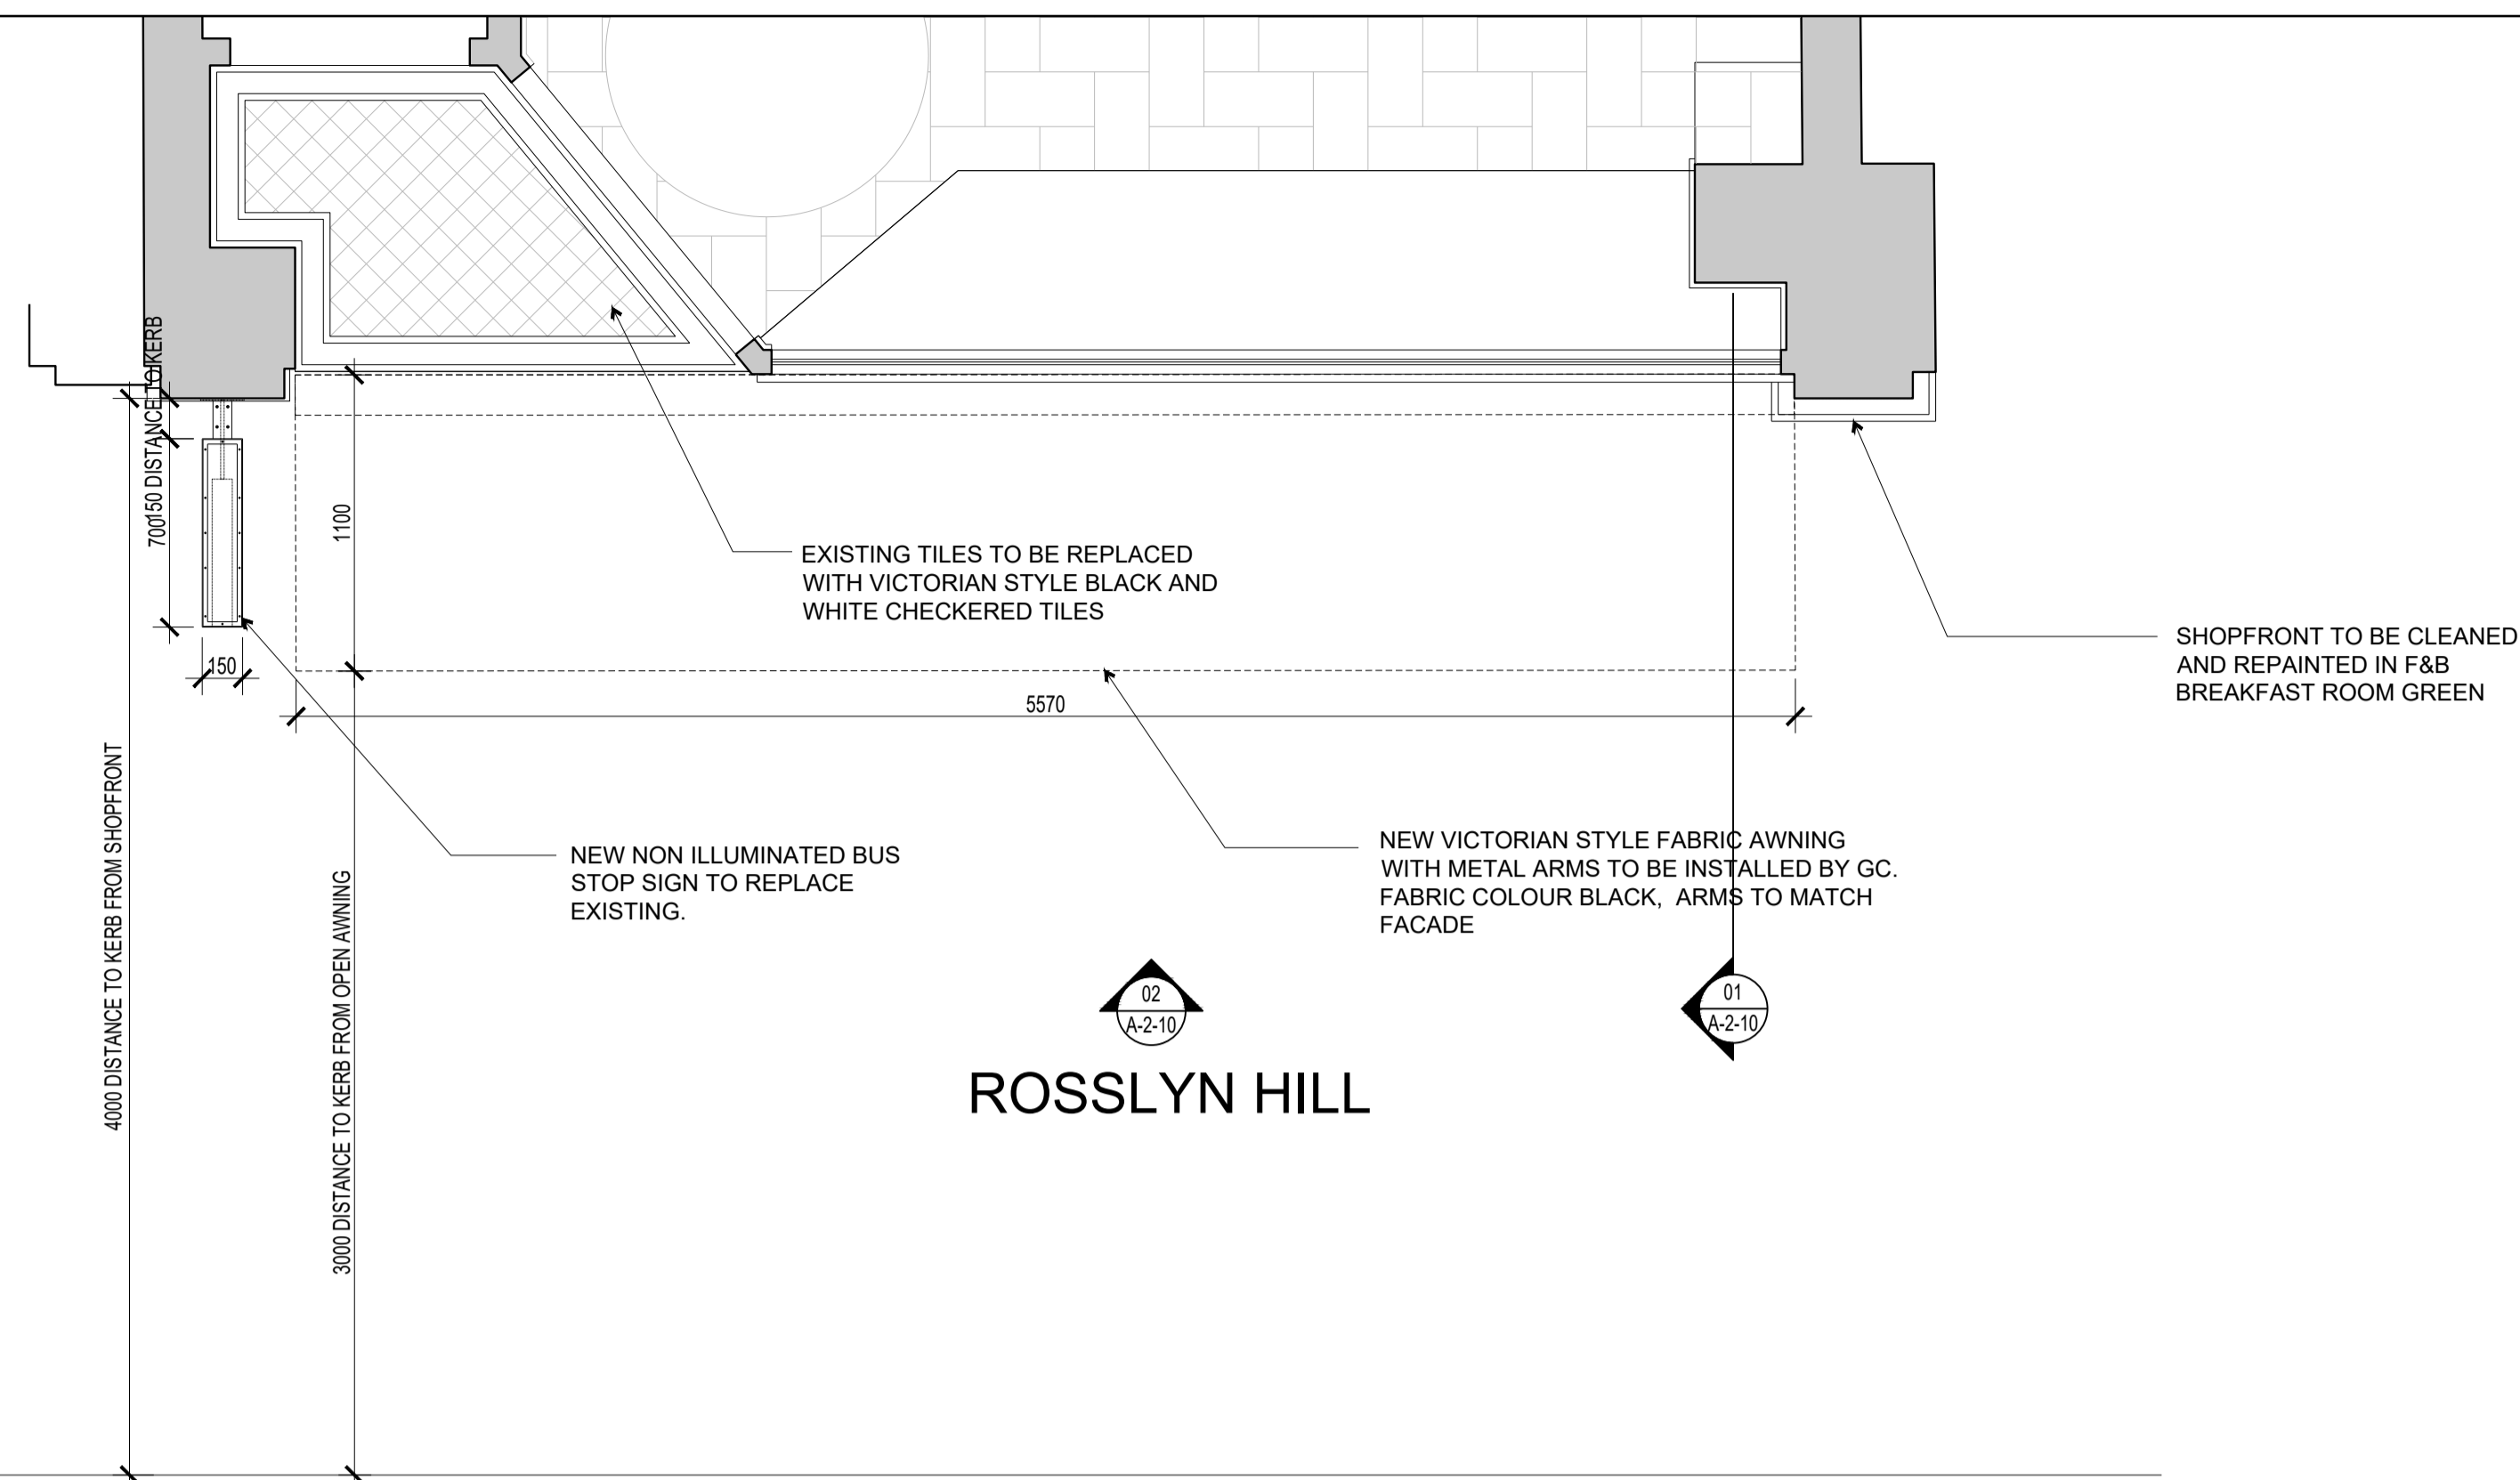 150 DISTANCE TO KERB
700
1100
150
5570
EXISTING TILES TO BE REPLACED
WITH VICTORIAN STYLE BLACK AND
WHITE CHECKERED TILES
SHOPFRONT TO BE CLEANED
AND REPAINTED IN F&B
BREAKFAST ROOM GREEN
4000 DISTANCE TO KERB FROM SHOPFRONT
3000 DISTANCE TO KERB FROM OPEN AWNING
NEW NON ILLUMINATED BUS
STOP SIGN TO REPLACE
EXISTING.
NEW VICTORIAN STYLE FABRIC AWNING
WITH METAL ARMS TO BE INSTALLED BY GC.
FABRIC COLOUR BLACK, ARMS TO MATCH
FACADE
02
A-2-10
01
A-2-10
ROSSLYN HILL